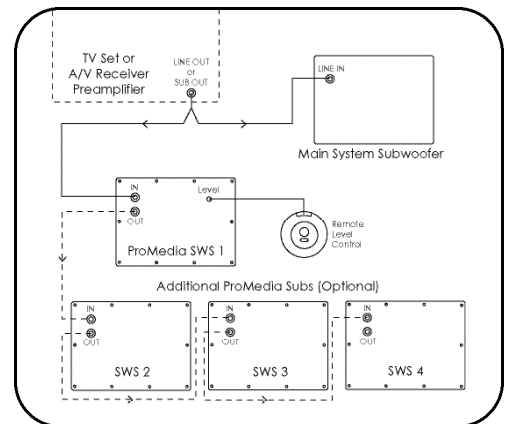 TV Set or
A/V Receiver
Preamplifier
LINE OUT
or
SUB OUT
LINE IN
Main System Subwoofer
IN
OUT
Level
ProMedia SWS 1
Remote
Level
Control
Additional ProMedia Subs (Optional)
IN
OUT
SWS 2
IN
OUT
SWS 3
IN
OUT
SWS 4